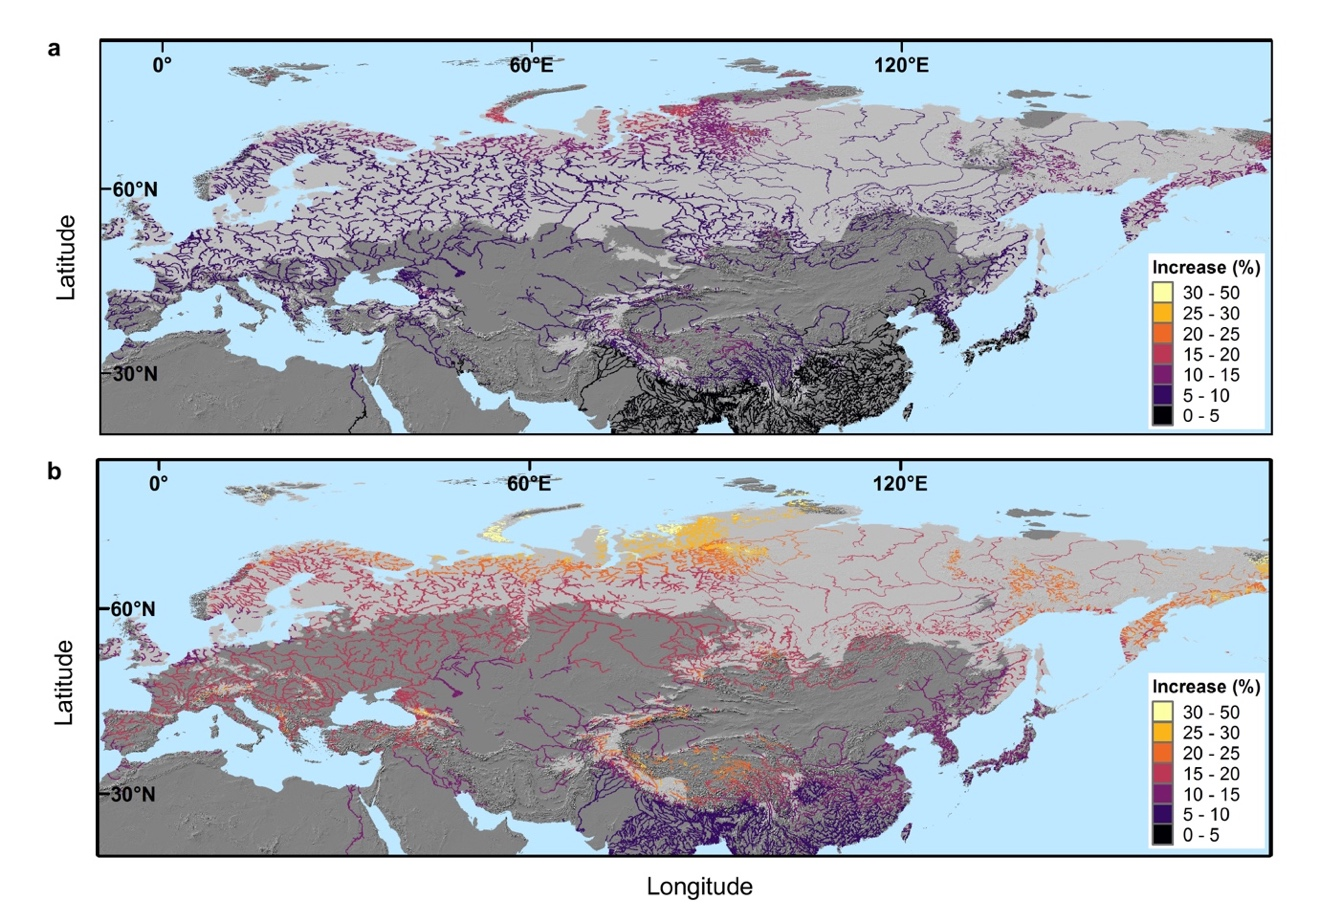 a
0°
60°E
120°E
60°N
30°N
Latitude
Increase (%)
30 - 50
25 - 30
20 - 25
15 - 20
10 - 15
5 - 10
0 - 5
b
0°
60°E
120°E
60°N
30°N
Latitude
Increase (%)
30 - 50
25 - 30
20 - 25
15 - 20
10 - 15
5 - 10
0 - 5
Longitude